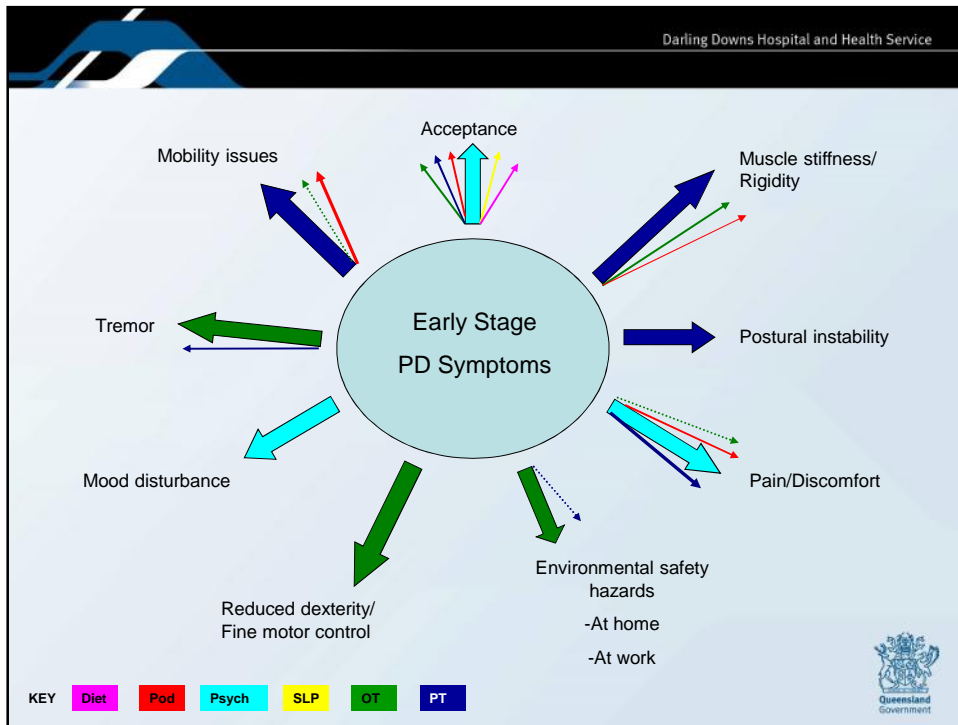 Darling Downs Hospital and Health Service
Acceptance
Mobility issues
Muscle stiffness/
Rigidity
Tremor
Early Stage
PD Symptoms
Postural instability
Mood disturbance
Pain/Discomfort
Reduced dexterity/
Fine motor control
Environmental safety
hazards
-At home
-At work
KEY Diet Pod Psych SLP OT PT
Queensland
Government